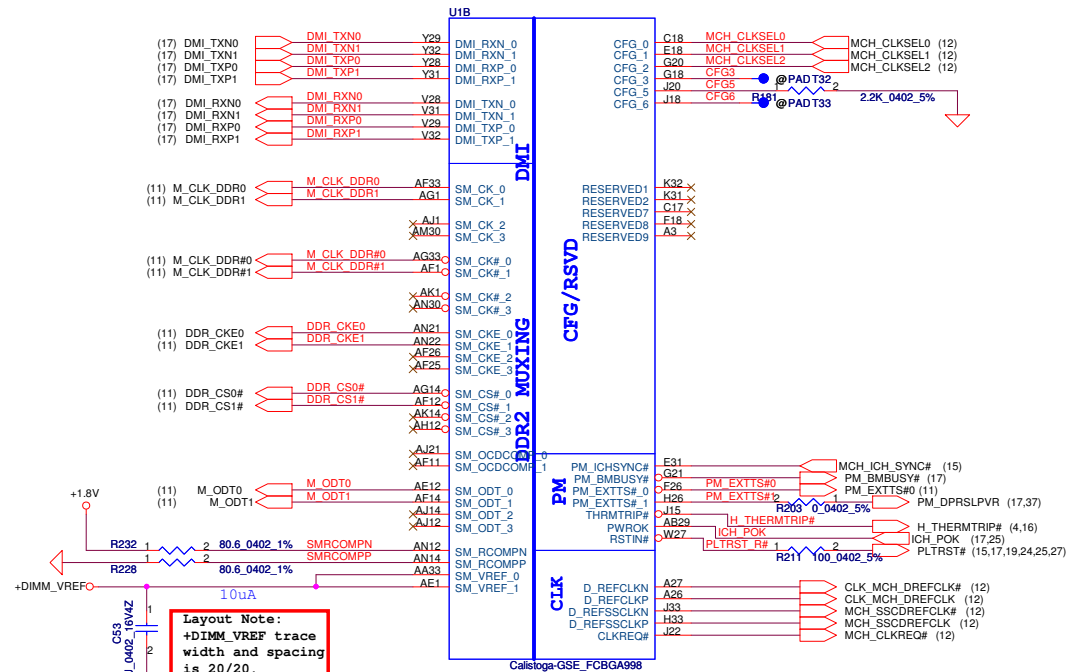 U1B
(17) DMI_TXN0 DMI_TXN0 Y29 DMI_RXN_0
(17) DMI_TXN1 DMI_TXN1 Y32 DMI_RXN_1
(17) DMI_TXP0 DMI_TXP0 Y28 DMI_RXP_0
(17) DMI_TXP1 DMI_TXP1 Y31 DMI_RXP_1
(17) DMI_RXN0 DMI_RXN0 V28 DMI_TXN_0
(17) DMI_RXN1 DMI_RXN1 V31 DMI_TXN_1
(17) DMI_RXP0 DMI_RXP0 V29 DMI_TXP_0
(17) DMI_RXP1 DMI_RXP1 V32 DMI_TXP_1
DMI
(11) M_CLK_DDR0 M_CLK_DDR0 AF33 SM_CK_0
(11) M_CLK_DDR1 M_CLK_DDR1 AG1 SM_CK_1
AJ1 SM_CK_2
AM30 SM_CK_3
(11) M_CLK_DDR#0 M_CLK_DDR#0 AG33 SM_CK#_0
(11) M_CLK_DDR#1 M_CLK_DDR#1 AF1 SM_CK#_1
AK1 SM_CK#_2
AN30 SM_CK#_3
(11) DDR_CKE0 DDR_CKE0 AN21 SM_CKE_0
(11) DDR_CKE1 DDR_CKE1 AN22 SM_CKE_1
AF26 SM_CKE_2
AF25 SM_CKE_3
(11) DDR_CS0# DDR_CS0# AG14 SM_CS#_0
(11) DDR_CS1# DDR_CS1# AF12 SM_CS#_1
AK14 SM_CS#_2
AH12 SM_CS#_3
DDR2 MUXING
AJ21 SM_OCDCOMP_0
AF11 SM_OCDCOMP_1
(11) M_ODT0 M_ODT0 AE12 SM_ODT_0
(11) M_ODT1 M_ODT1 AF14 SM_ODT_1
AJ14 SM_ODT_2
AJ12 SM_ODT_3
+1.8V
R232 1 2 80.6_0402_1% SMRCOMPN AN12 SM_RCOMPN
R228 1 2 80.6_0402_1% SMRCOMPP AN14 SM_RCOMPP
AA33 SM_VREF_0
+DIMM_VREF 10uA AE1 SM_VREF_1
C53
1
2
_0402_16V4Z
Layout Note:
+DIMM_VREF trace
width and spacing
is 20/20.
CFG_0 C18 MCH_CLKSEL0 MCH_CLKSEL0 (12)
CFG_1 E18 MCH_CLKSEL1 MCH_CLKSEL1 (12)
CFG_2 G20 MCH_CLKSEL2 MCH_CLKSEL2 (12)
CFG_3 G18 CFG3 @PADT32
CFG_5 J20 CFG5 R181 1 2 2.2K_0402_5%
CFG_6 J18 CFG6 @PADT33
RESERVED1 K32
RESERVED2 K31
RESERVED7 C17
RESERVED8 F18
RESERVED9 A3
CFG/RSVD
PM_ICHSYNC# E31 MCH_ICH_SYNC# (15)
PM_BMBUSY# G21 PM_BMBUSY# (17)
PM_EXTTS#_0 F26 PM_EXTTS#0 PM_EXTTS#0 (11)
PM_EXTTS#_1 H26 PM_EXTTS#1 2 1 R203 0_0402_5% PM_DPRSLPVR (17,37)
THRMTRIP# J15 H_THERMTRIP# H_THERMTRIP# (4,16)
PWROK AB29 ICH_POK ICH_POK (17,25)
RSTIN# W27 PLTRST_R# 1 2 R211 100_0402_5% PLTRST# (15,17,19,24,25,27)
PM
D_REFCLKN A27 CLK_MCH_DREFCLK# (12)
D_REFCLKP A26 CLK_MCH_DREFCLK (12)
D_REFSSCLKN J33 MCH_SSCDREFCLK# (12)
D_REFSSCLKP H33 MCH_SSCDREFCLK (12)
CLKREQ# J22 MCH_CLKREQ# (12)
CLK
Calistoga-GSE_FCBGA998